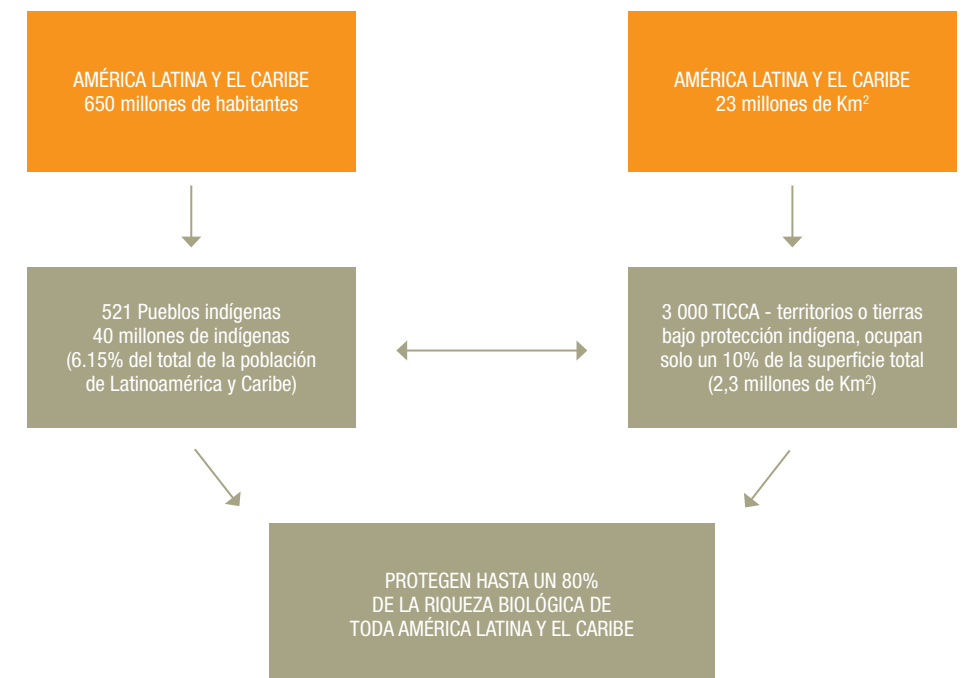 AMÉRICA LATINA Y EL CARIBE
650 millones de habitantes
AMÉRICA LATINA Y EL CARIBE
23 millones de Km²
521 Pueblos indígenas
40 millones de indígenas
(6.15% del total de la población
de Latinoamérica y Caribe)
3 000 TICCA - territorios o tierras
bajo protección indígena, ocupan
solo un 10% de la superficie total
(2,3 millones de Km²)
PROTEGEN HASTA UN 80%
DE LA RIQUEZA BIOLÓGICA DE
TODA AMÉRICA LATINA Y EL CARIBE